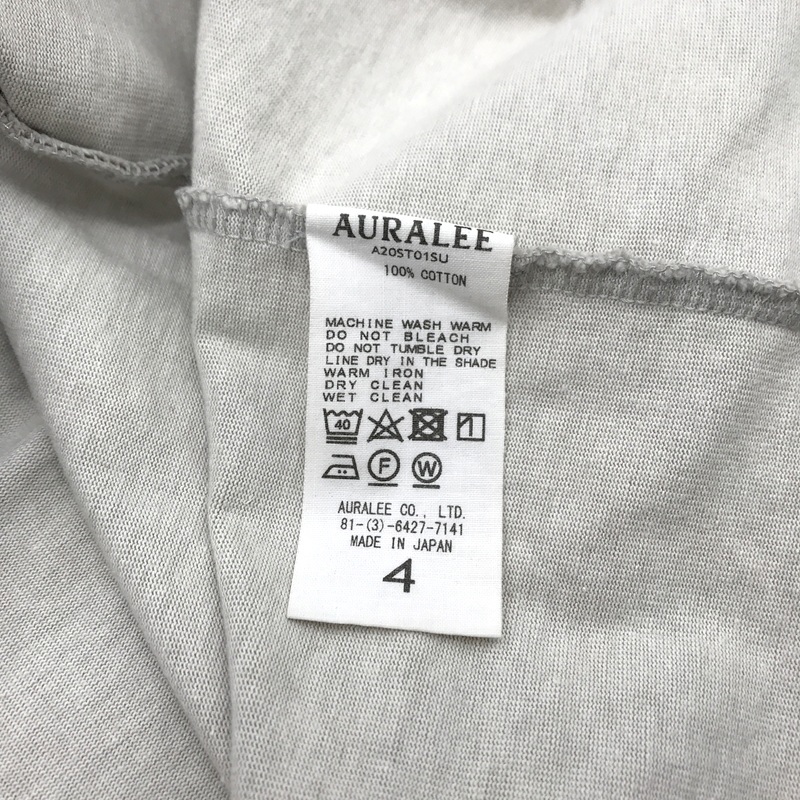 AURALEE
A20ST01SU
100% COTTON
MACHINE WASH WARM
DO NOT BLEACH
DO NOT TUMBLE DRY
LINE DRY IN THE SHADE
WARM IRON
DRY CLEAN
WET CLEAN
40
F W
AURALEE CO., LTD.
81-(3)-6427-7141
MADE IN JAPAN
4